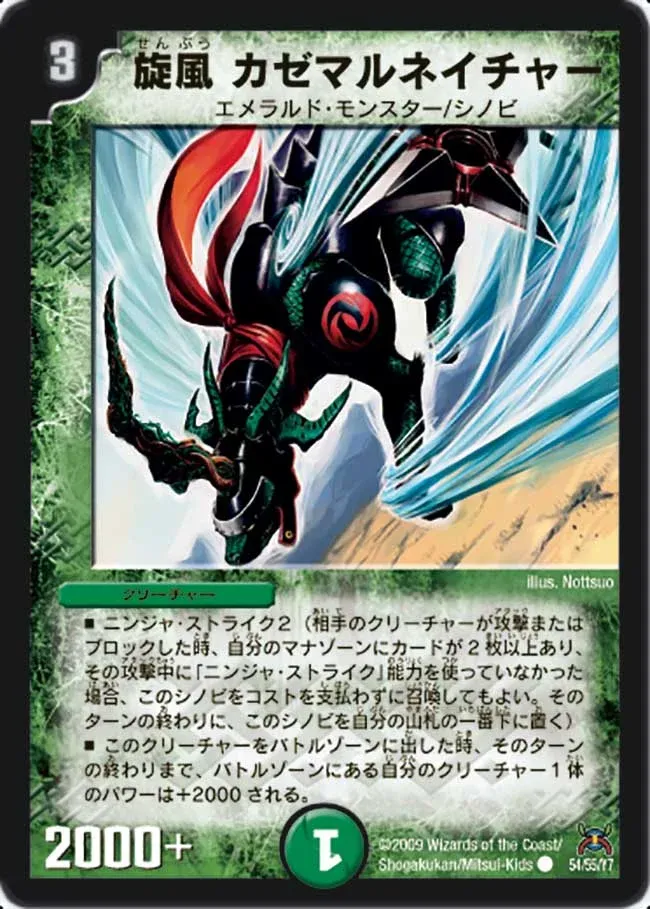 3
せんぷう
旋風 カゼマルネイチャー
エメラルド・モンスター/シノビ
illus. Nottsuo
クリーチャー
■ ニンジャ・ストライク2（相手のクリーチャーが攻撃または
ブロックした時、自分のマナゾーンにカードが2枚以上あり、
その攻撃中に「ニンジャ・ストライク」能力を使っていなかった
場合、このシノビをコストを支払わずに召喚してもよい。その
ターンの終わりに、このシノビを自分の山札の一番下に置く）
■ このクリーチャーをバトルゾーンに出した時、そのターン
の終わりまで、バトルゾーンにある自分のクリーチャー1体
のパワーは+2000される。
2000+
1
©2009 Wizards of the Coast/
Shogakukan/Mitsui-Kids
54/55/Y7